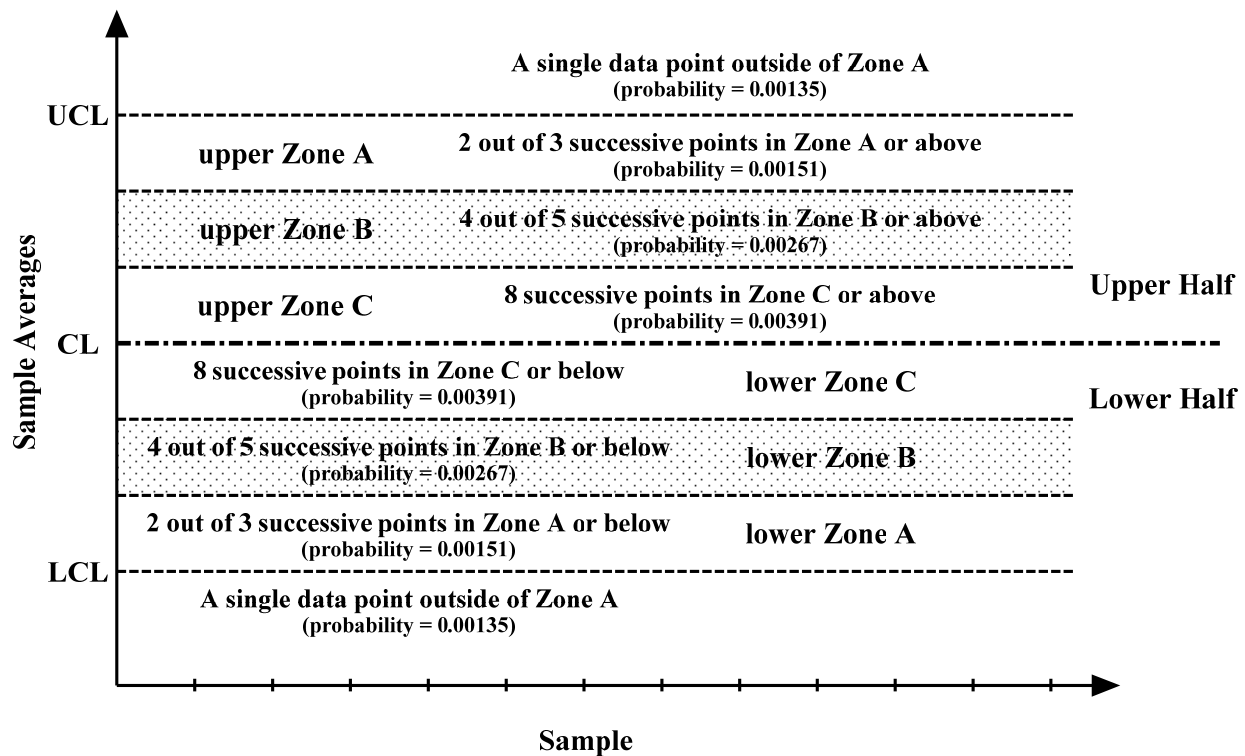 A single data point outside of Zone A
(probability = 0.00135)
UCL
upper Zone A
2 out of 3 successive points in Zone A or above
(probability = 0.00151)
upper Zone B
4 out of 5 successive points in Zone B or above
(probability = 0.00267)
upper Zone C
8 successive points in Zone C or above
(probability = 0.00391)
Upper Half
Sample Averages
CL
8 successive points in Zone C or below
(probability = 0.00391)
lower Zone C
Lower Half
4 out of 5 successive points in Zone B or below
(probability = 0.00267)
lower Zone B
2 out of 3 successive points in Zone A or below
(probability = 0.00151)
lower Zone A
LCL
A single data point outside of Zone A
(probability = 0.00135)
Sample